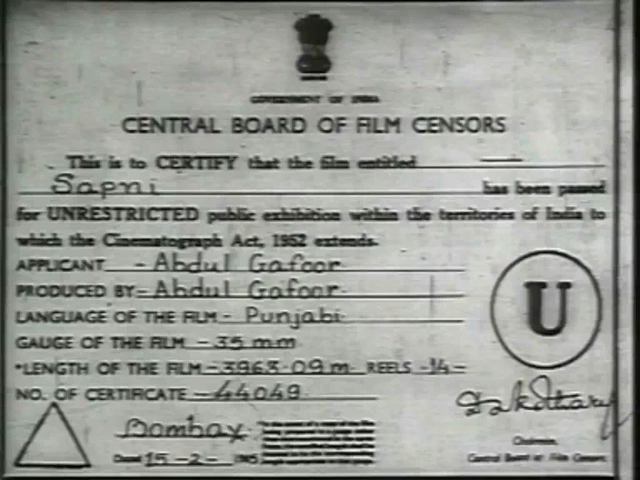 GOVERNMENT OF INDIA
CENTRAL BOARD OF FILM CENSORS
This is to CERTIFY that the film entitled
Sapni has been passed
for UNRESTRICTED public exhibition within the territories of India to
which the Cinematograph Act, 1952 extends.
APPLICANT - Abdul Gafoor
PRODUCED BY - Abdul Gafoor
LANGUAGE OF THE FILM - Punjabi
GAUGE OF THE FILM - 35 mm
*LENGTH OF THE FILM - 3963.09 m REELS -14-
NO. OF CERTIFICATE - 44049
U
Bombay
Dated 15-2-
Chairman,
Central Board of Film Censors